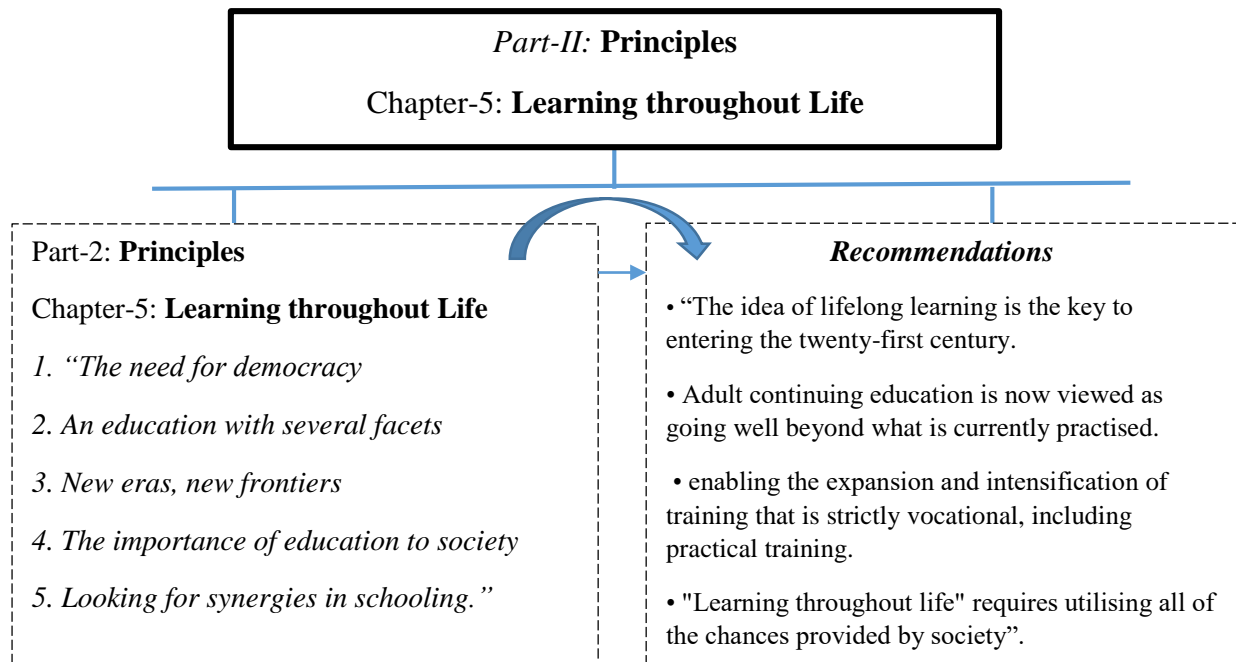 Part-II: Principles
Chapter-5: Learning throughout Life
Part-2: Principles
Chapter-5: Learning throughout Life
1. “The need for democracy
2. An education with several facets
3. New eras, new frontiers
4. The importance of education to society
5. Looking for synergies in schooling.”
Recommendations
• “The idea of lifelong learning is the key to
entering the twenty-first century.
• Adult continuing education is now viewed as
going well beyond what is currently practised.
• enabling the expansion and intensification of
training that is strictly vocational, including
practical training.
• "Learning throughout life" requires utilising all of
the chances provided by society”.